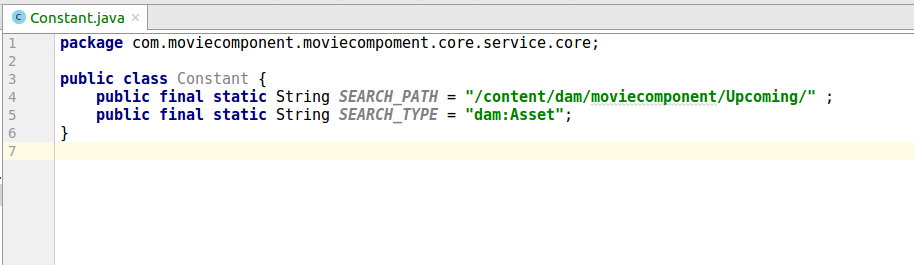 Constant.java
1 package com.moviecomponent.moviecompoment.core.service.core;
2
3 public class Constant {
4 public final static String SEARCH_PATH = "/content/dam/moviecomponent/Upcoming/" ;
5 public final static String SEARCH_TYPE = "dam:Asset";
6 }
7